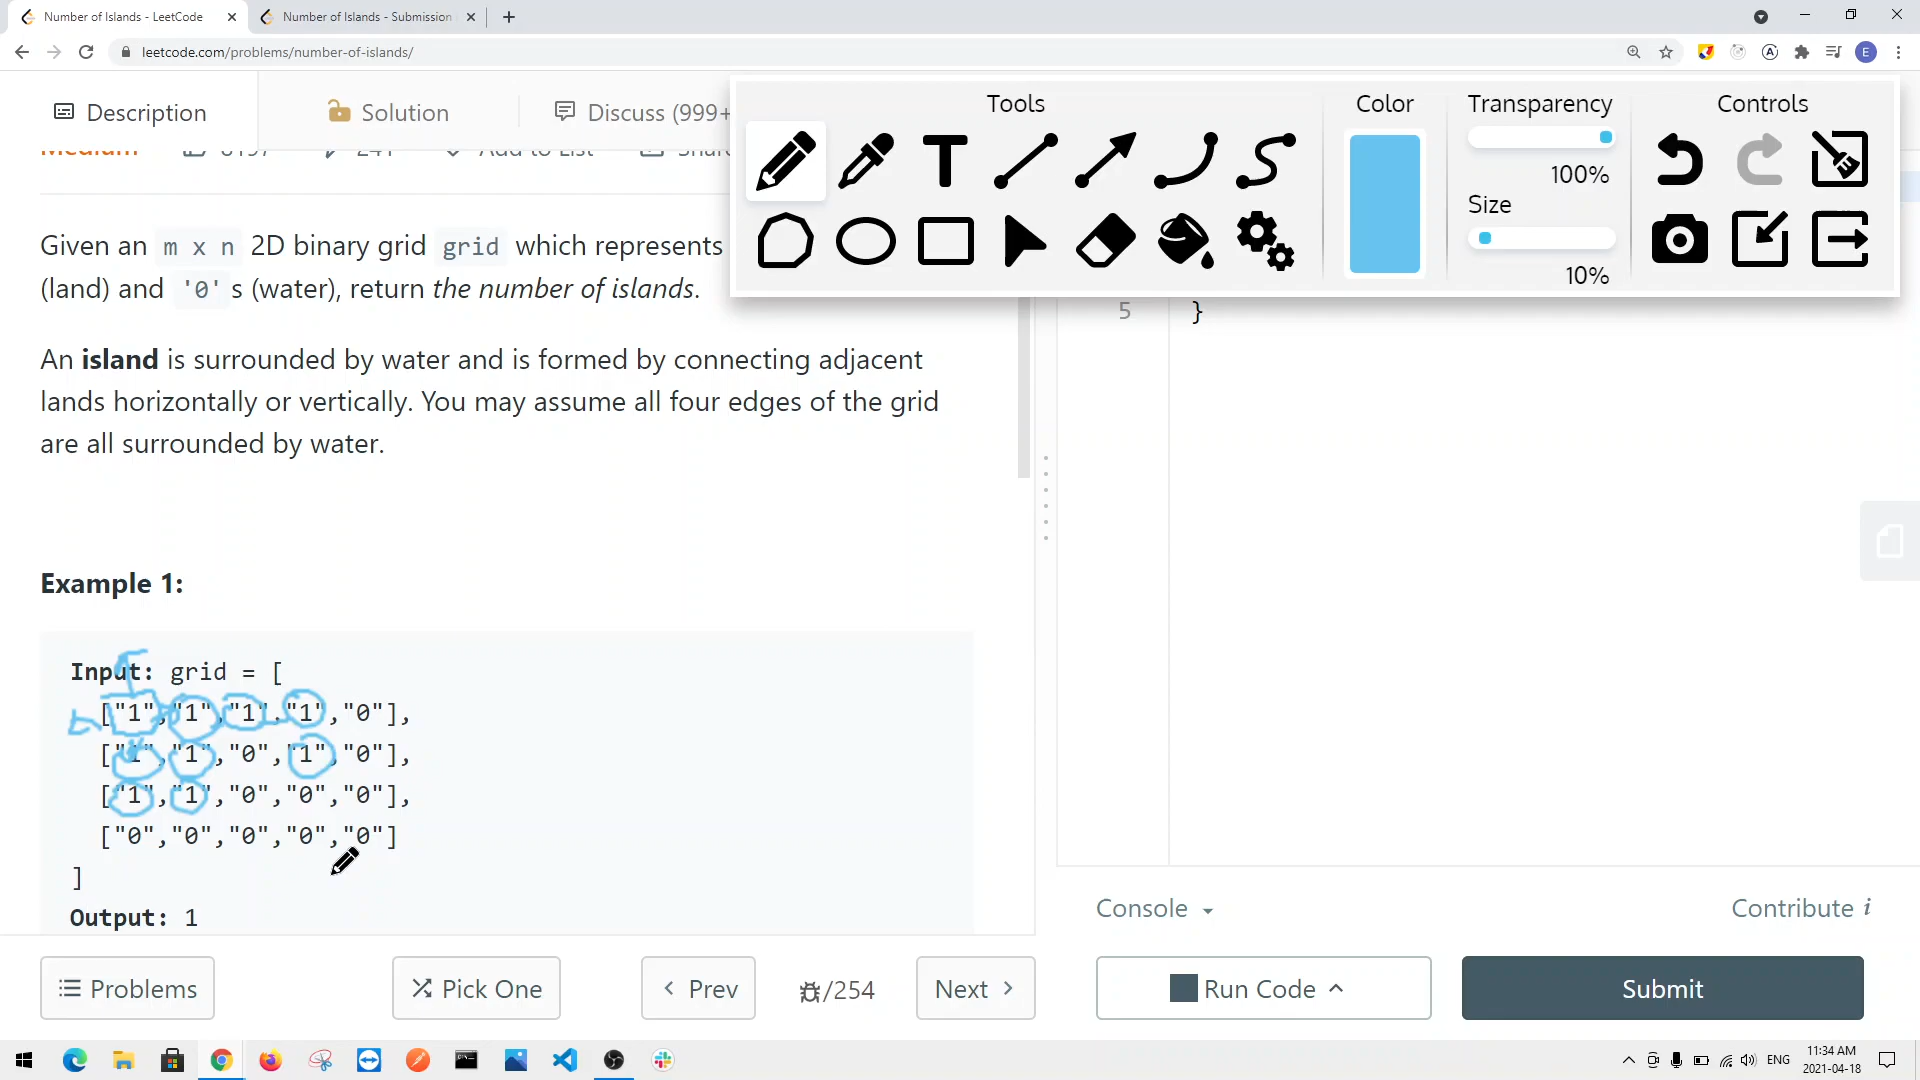 Number of Islands - LeetCode
Number of Islands - Submission
leetcode.com/problems/number-of-islands/
E
Description
Solution
Discuss (999+
Tools
Color
Transparency
Controls
100%
Size
10%
Medium
Add to List
Given an m x n 2D binary grid grid which represents
(land) and '0's (water), return the number of islands.
5 }
An island is surrounded by water and is formed by connecting adjacent
lands horizontally or vertically. You may assume all four edges of the grid
are all surrounded by water.
Example 1:
Input: grid = [
["1","1","1","1","0"],
["1","1","0","1","0"],
["1","1","0","0","0"],
["0","0","0","0","0"]
]
Output: 1
Console
Contribute i
Problems
Pick One
Prev
/254
Next
Run Code
Submit
ENG
11:34 AM
2021-04-18